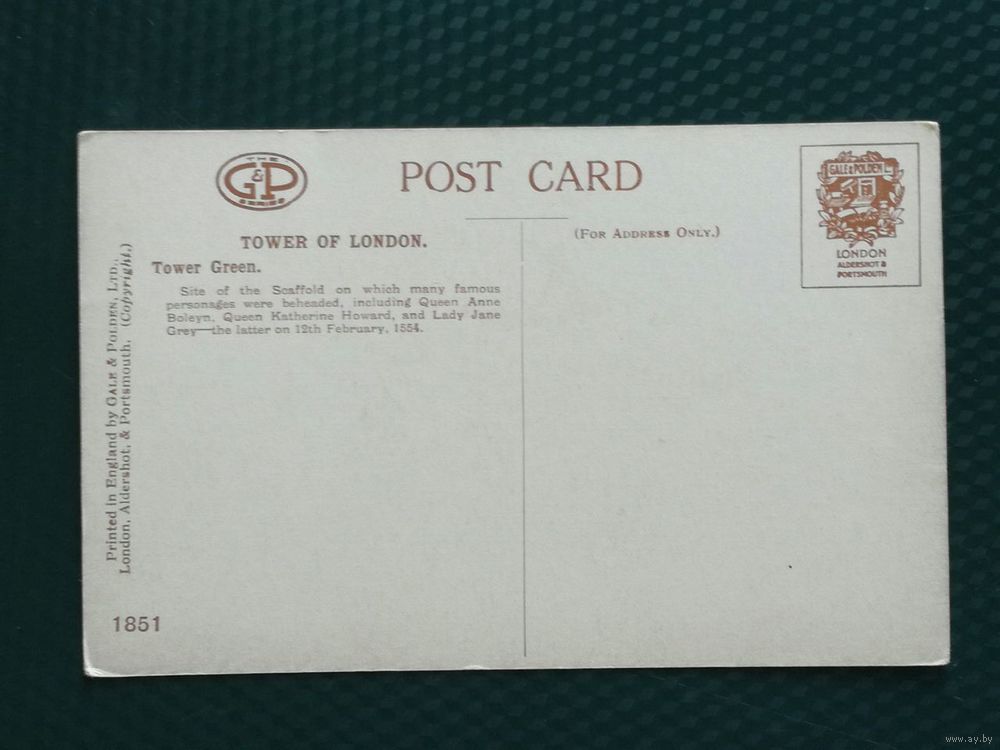 THE
G&P
SERIES
POST CARD
GALE & POLDEN
LONDON
ALDERSHOT &
PORTSMOUTH
TOWER OF LONDON.
(FOR ADDRESS ONLY.)
Tower Green.
Site of the Scaffold on which many famous
personages were beheaded, including Queen Anne
Boleyn, Queen Katherine Howard, and Lady Jane
Grey—the latter on 12th February, 1554.
Printed in England by GALE & POLDEN, LTD.,
London, Aldershot, & Portsmouth. (Copyright.)
1851
www.ay.by